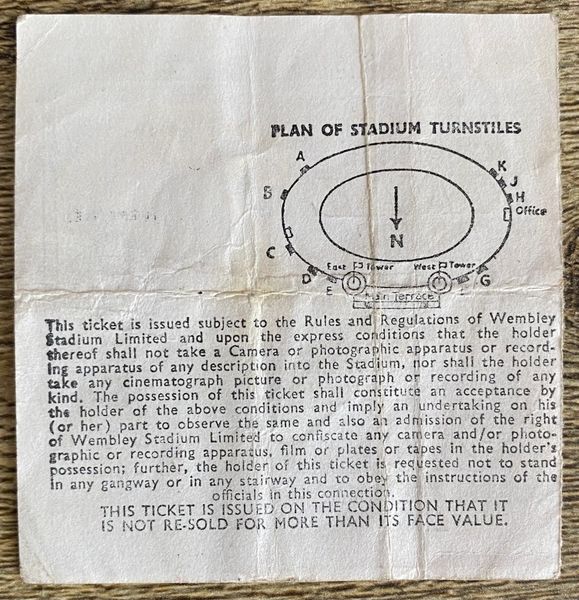 PLAN OF STADIUM TURNSTILES
A
K
J
B
H
Office
N
C
East Tower
West Tower
D
G
E
F
Main Terrace
This ticket is issued subject to the Rules and Regulations of Wembley
Stadium Limited and upon the express conditions that the holder
thereof shall not take a Camera or photographic apparatus or record-
ing apparatus of any description into the Stadium, nor shall the holder
take any cinematograph picture or photograph or recording of any
kind. The possession of this ticket shall constitute an acceptance by
the holder of the above conditions and imply an undertaking on his
(or her) part to observe the same and also an admission of the right
of Wembley Stadium Limited to confiscate any camera and/or photo-
graphic or recording apparatus, film or plates or tapes in the holder's
possession; further, the holder of this ticket is requested not to stand
in any gangway or in any stairway and to obey the instructions of the
officials in this connection.
THIS TICKET IS ISSUED ON THE CONDITION THAT IT
IS NOT RE-SOLD FOR MORE THAN ITS FACE VALUE.